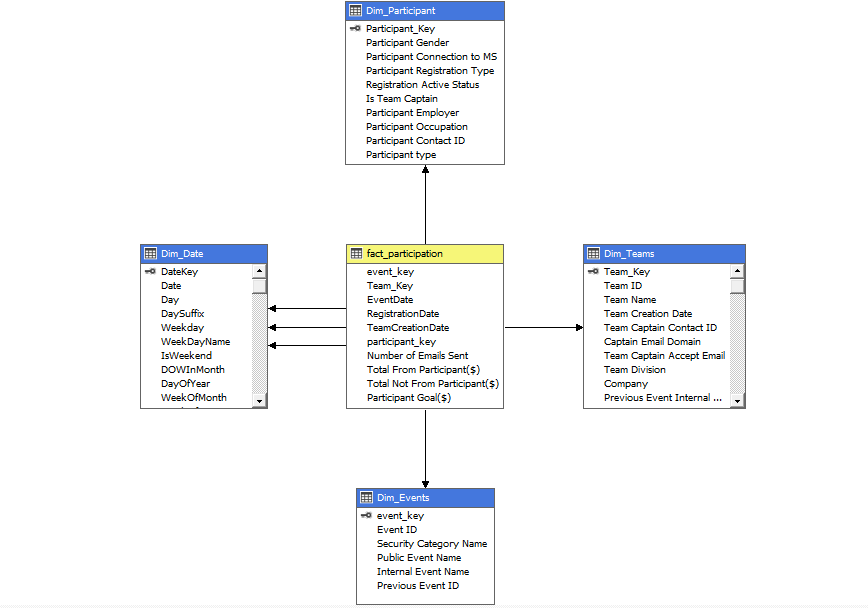 Dim_Participant
Participant_Key
Participant Gender
Participant Connection to MS
Participant Registration Type
Registration Active Status
Is Team Captain
Participant Employer
Participant Occupation
Participant Contact ID
Participant type
Dim_Date
DateKey
Date
Day
DaySuffix
Weekday
WeekDayName
IsWeekend
DOWInMonth
DayOfYear
WeekOfMonth
fact_participation
event_key
Team_Key
EventDate
RegistrationDate
TeamCreationDate
participant_key
Number of Emails Sent
Total From Participant($)
Total Not From Participant($)
Participant Goal($)
Dim_Teams
Team_Key
Team ID
Team Name
Team Creation Date
Team Captain Contact ID
Captain Email Domain
Team Captain Accept Email
Team Division
Company
Previous Event Internal ...
Dim_Events
event_key
Event ID
Security Category Name
Public Event Name
Internal Event Name
Previous Event ID